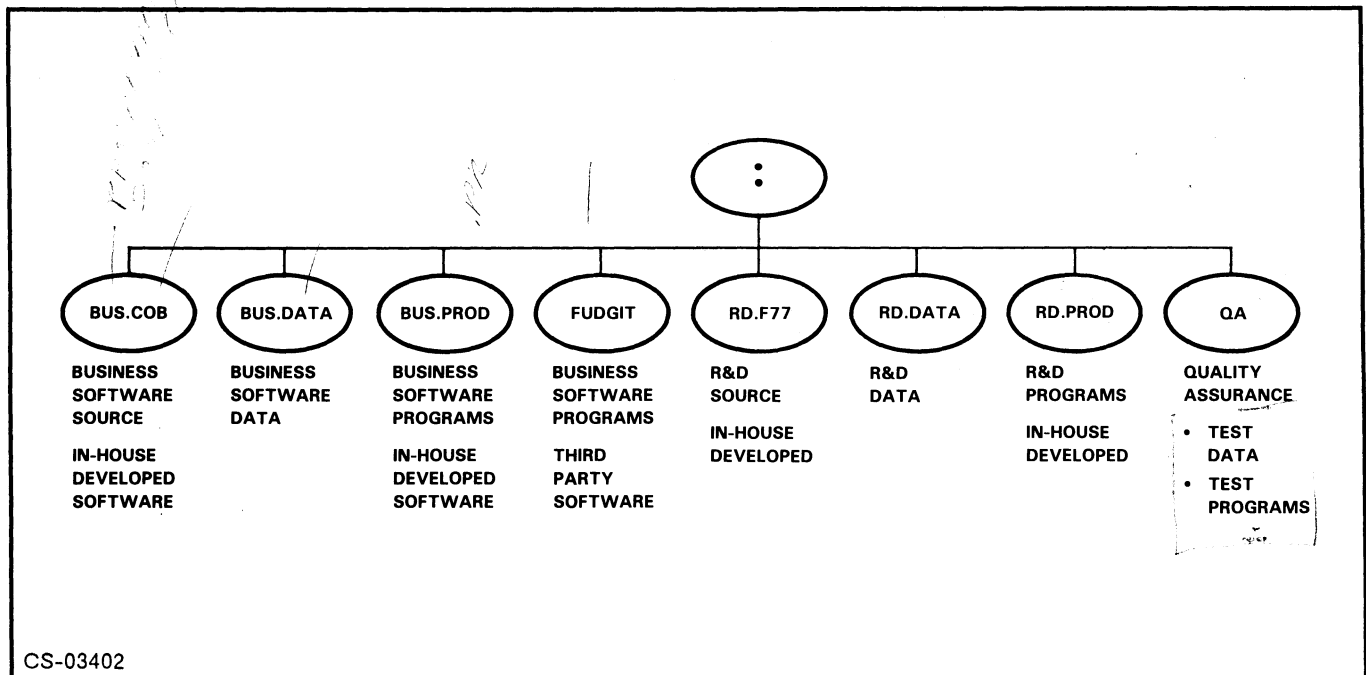 .PR
:
BUS.COB
BUS.DATA
BUS.PROD
FUDGIT
RD.F77
RD.DATA
RD.PROD
QA
BUSINESS
SOFTWARE
SOURCE
IN-HOUSE
DEVELOPED
SOFTWARE
BUSINESS
SOFTWARE
DATA
BUSINESS
SOFTWARE
PROGRAMS
IN-HOUSE
DEVELOPED
SOFTWARE
BUSINESS
SOFTWARE
PROGRAMS
THIRD
PARTY
SOFTWARE
R&D
SOURCE
IN-HOUSE
DEVELOPED
R&D
DATA
R&D
PROGRAMS
IN-HOUSE
DEVELOPED
QUALITY
ASSURANCE
• TEST
DATA
• TEST
PROGRAMS
CS-03402